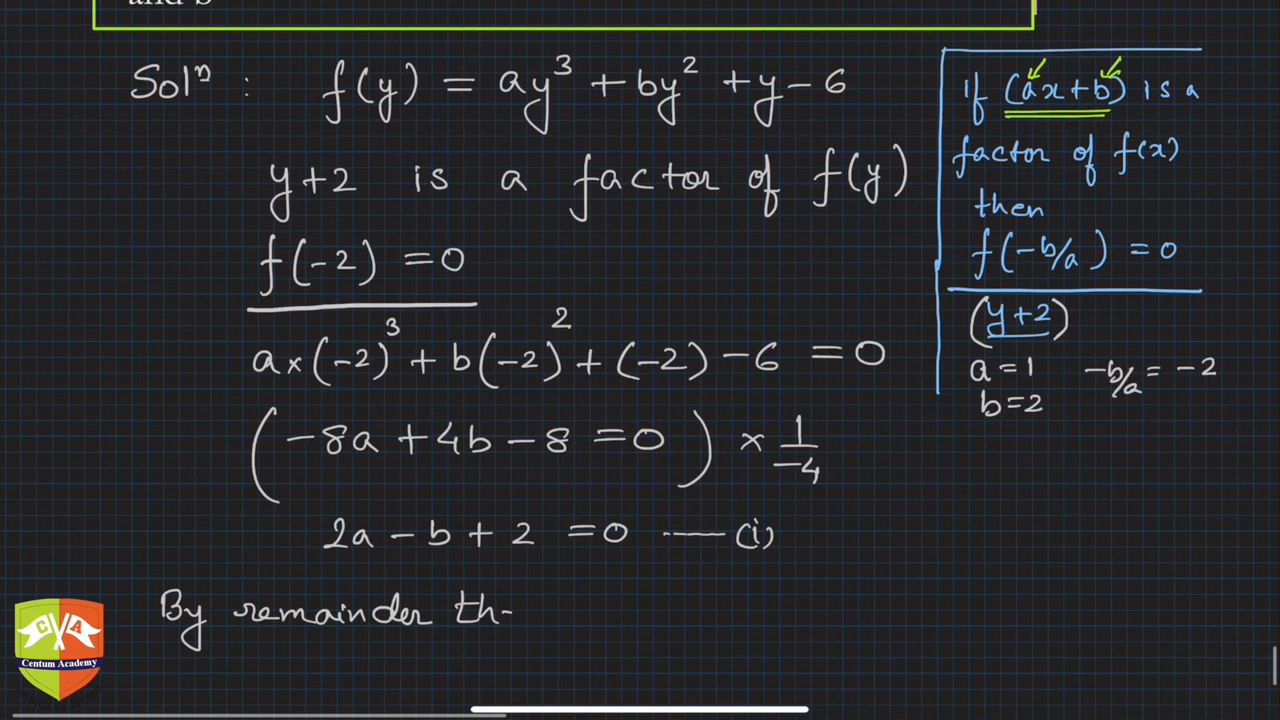 and b
Solⁿ : f(y) = ay³ + by² + y - 6
y+2 is a factor of f(y)
f(-2) = 0
a×(-2)³ + b(-2)² + (-2) - 6 = 0
(-8a + 4b - 8 = 0) × 1/-4
2a - b + 2 = 0 —— (i)
By remainder th-
If (ax+b) is a
factor of f(x)
then
f(-b/a) = 0
(y+2)
a = 1 -b/a = -2
b = 2
C A
Centum Academy